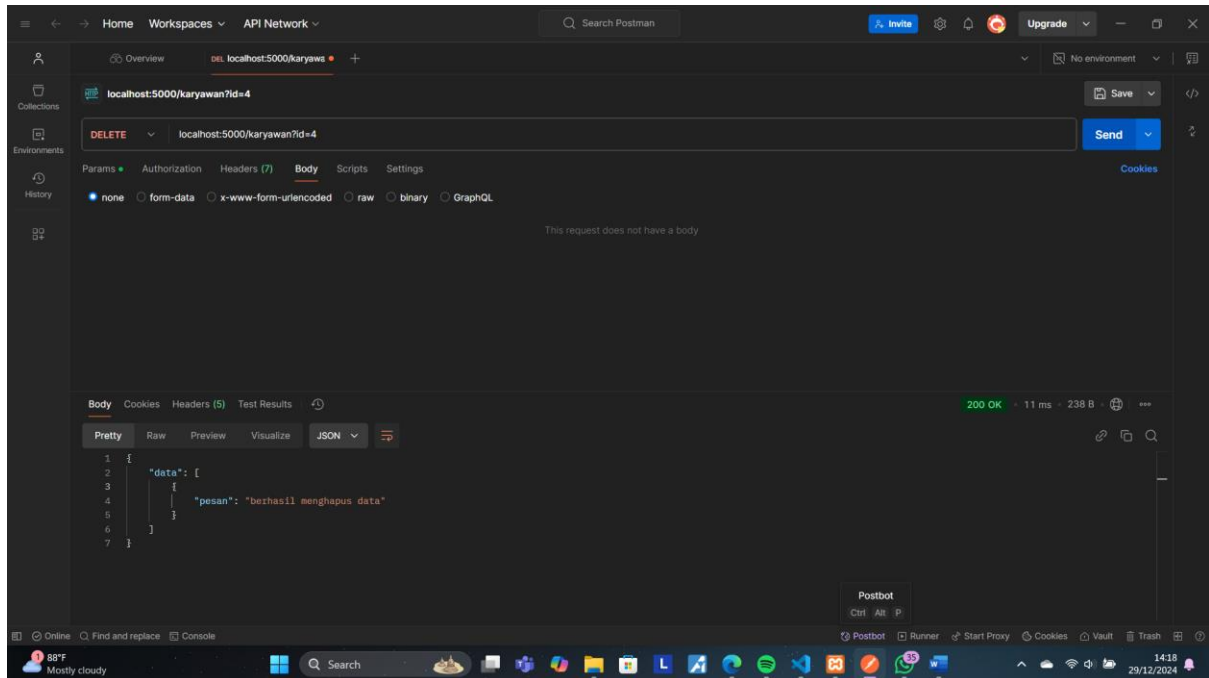 Home Workspaces API Network Search Postman Invite Upgrade
Overview DEL localhost:5000/karyawa No environment
Collections
Environments
History
HTTP localhost:5000/karyawan?id=4 Save
DELETE localhost:5000/karyawan?id=4 Send
Params Authorization Headers (7) Body Scripts Settings Cookies
none form-data x-www-form-urlencoded raw binary GraphQL
This request does not have a body
Body Cookies Headers (5) Test Results 200 OK 11 ms 238 B
Pretty Raw Preview Visualize JSON
1 {
2 "data": [
3 {
4 "pesan": "berhasil menghapus data"
5 }
6 ]
7 }
Postbot
Ctrl Alt P
Online Find and replace Console Postbot Runner Start Proxy Cookies Vault Trash
1 88°F
Mostly cloudy
Search
35
14:18
29/12/2024